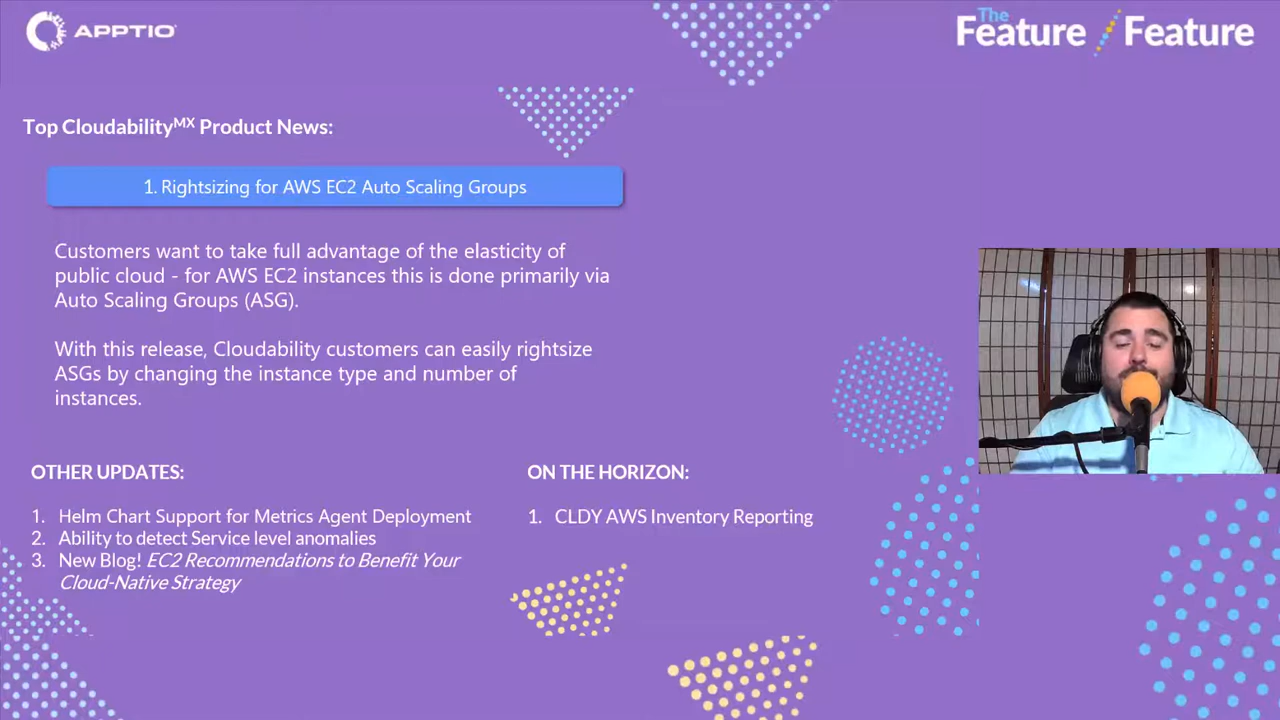 APPTIO
The
Feature / Feature
Top Cloudability^MX Product News:
1. Rightsizing for AWS EC2 Auto Scaling Groups
Customers want to take full advantage of the elasticity of
public cloud - for AWS EC2 instances this is done primarily via
Auto Scaling Groups (ASG).
With this release, Cloudability customers can easily rightsize
ASGs by changing the instance type and number of
instances.
OTHER UPDATES:
1. Helm Chart Support for Metrics Agent Deployment
2. Ability to detect Service level anomalies
3. New Blog! EC2 Recommendations to Benefit Your
Cloud-Native Strategy
ON THE HORIZON:
1. CLDY AWS Inventory Reporting